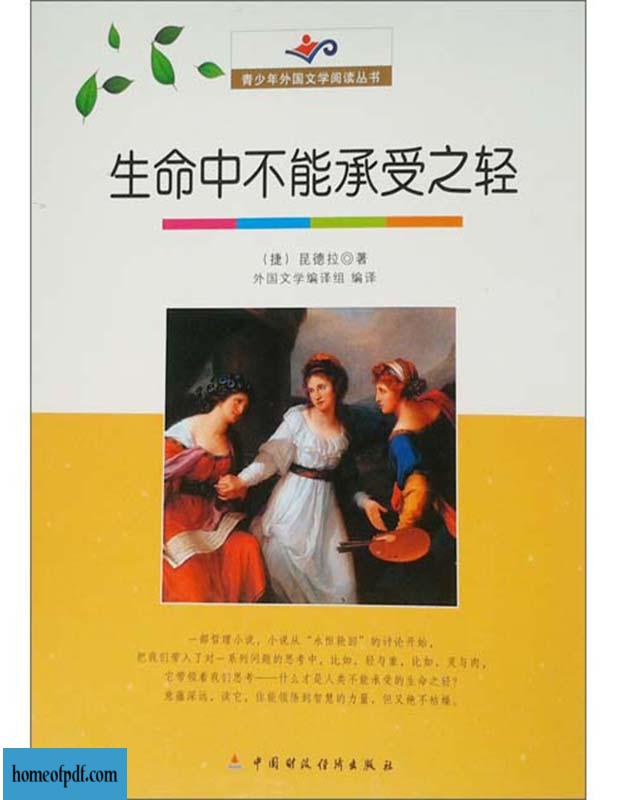 青少年外国文学阅读丛书
生命中不能承受之轻
(捷) 昆德拉◎著
外国文学编译组 编译
一部哲理小说,小说从“永恒轮回”的讨论开始,
把我们带入了对一系列问题的思考中,比如,轻与重,比如,灵与肉,
它带领着我们思考——什么才是人类不能承受的生命之轻?
意蕴深远,读它,你能领悟到智慧的力量,但又绝不枯燥。
中国财政经济出版社
homeofpdf.com